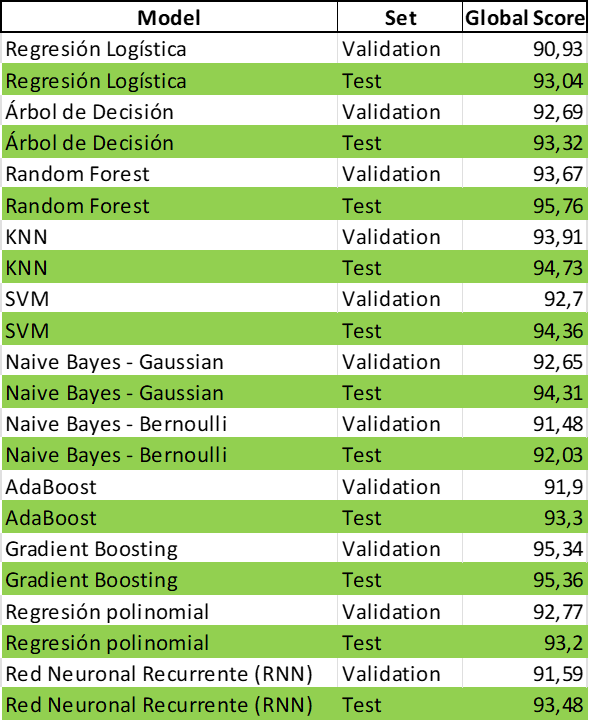 Model Set Global Score
Regresión Logística Validation 90,93
Regresión Logística Test 93,04
Árbol de Decisión Validation 92,69
Árbol de Decisión Test 93,32
Random Forest Validation 93,67
Random Forest Test 95,76
KNN Validation 93,91
KNN Test 94,73
SVM Validation 92,7
SVM Test 94,36
Naive Bayes - Gaussian Validation 92,65
Naive Bayes - Gaussian Test 94,31
Naive Bayes - Bernoulli Validation 91,48
Naive Bayes - Bernoulli Test 92,03
AdaBoost Validation 91,9
AdaBoost Test 93,3
Gradient Boosting Validation 95,34
Gradient Boosting Test 95,36
Regresión polinomial Validation 92,77
Regresión polinomial Test 93,2
Red Neuronal Recurrente (RNN) Validation 91,59
Red Neuronal Recurrente (RNN) Test 93,48